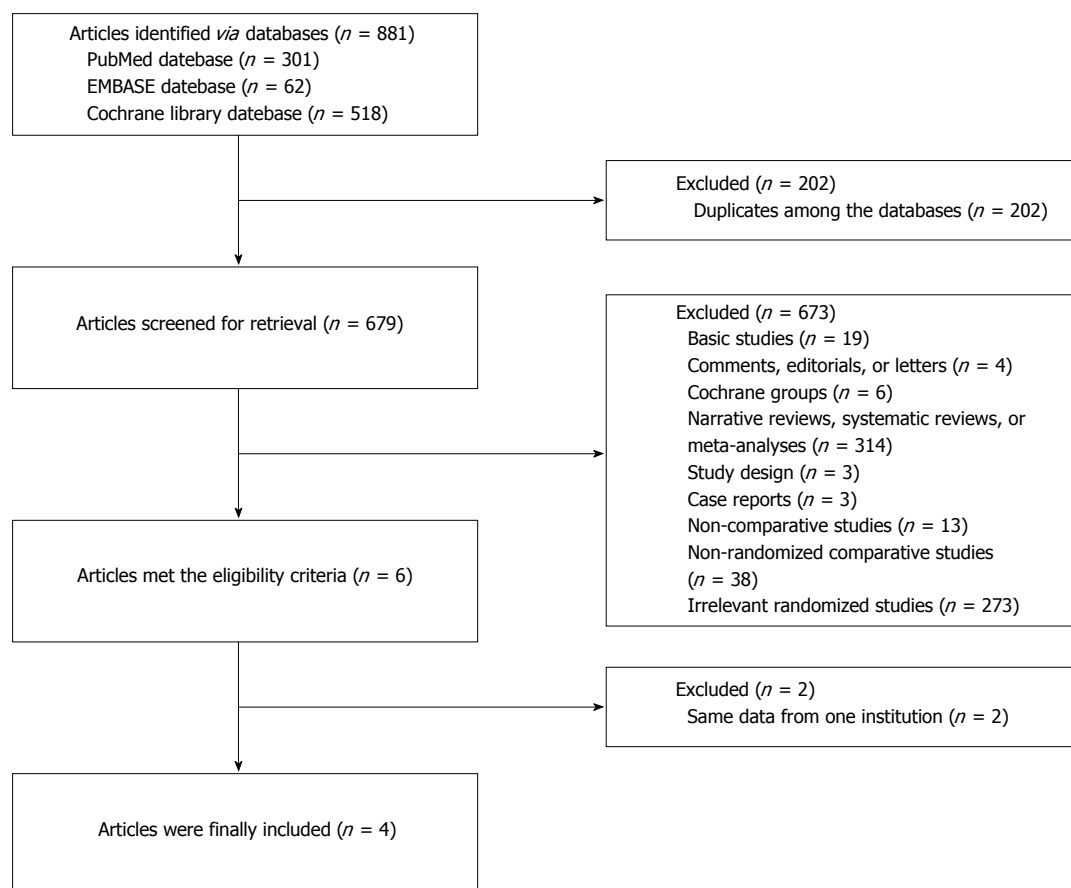 Articles identified via databases (n = 881)
PubMed datebase (n = 301)
EMBASE datebase (n = 62)
Cochrane library datebase (n = 518)
Excluded (n = 202)
Duplicates among the databases (n = 202)
Articles screened for retrieval (n = 679)
Excluded (n = 673)
Basic studies (n = 19)
Comments, editorials, or letters (n = 4)
Cochrane groups (n = 6)
Narrative reviews, systematic reviews, or
meta-analyses (n = 314)
Study design (n = 3)
Case reports (n = 3)
Non-comparative studies (n = 13)
Non-randomized comparative studies
(n = 38)
Irrelevant randomized studies (n = 273)
Articles met the eligibility criteria (n = 6)
Excluded (n = 2)
Same data from one institution (n = 2)
Articles were finally included (n = 4)